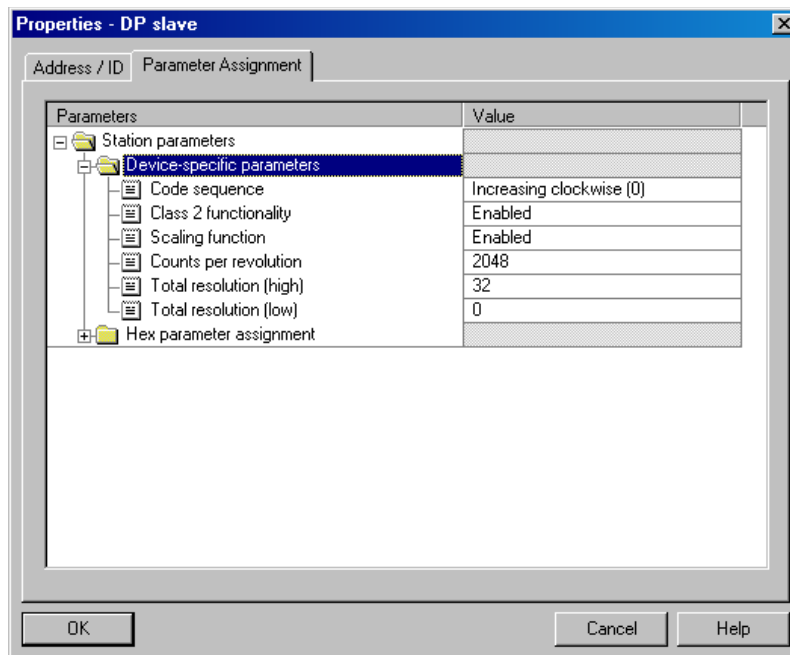 Properties - DP slave
Address / ID Parameter Assignment
Parameters Value
Station parameters
Device-specific parameters
Code sequence Increasing clockwise (0)
Class 2 functionality Enabled
Scaling function Enabled
Counts per revolution 2048
Total resolution (high) 32
Total resolution (low) 0
Hex parameter assignment
OK Cancel Help